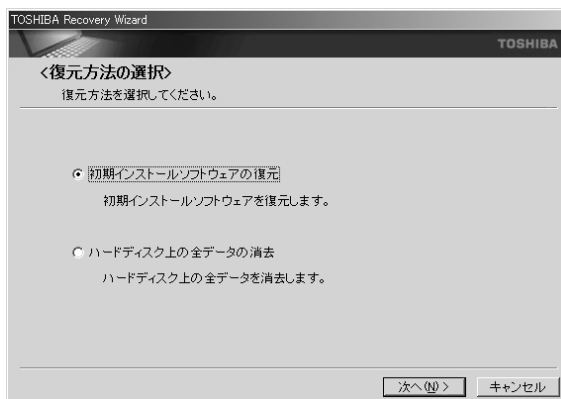 TOSHIBA Recovery Wizard
TOSHIBA
<復元方法の選択>
復元方法を選択してください。
初期インストールソフトウェアの復元
初期インストールソフトウェアを復元します。
ハードディスク上の全データの消去
ハードディスク上の全データを消去します。
次へ(N) > キャンセル